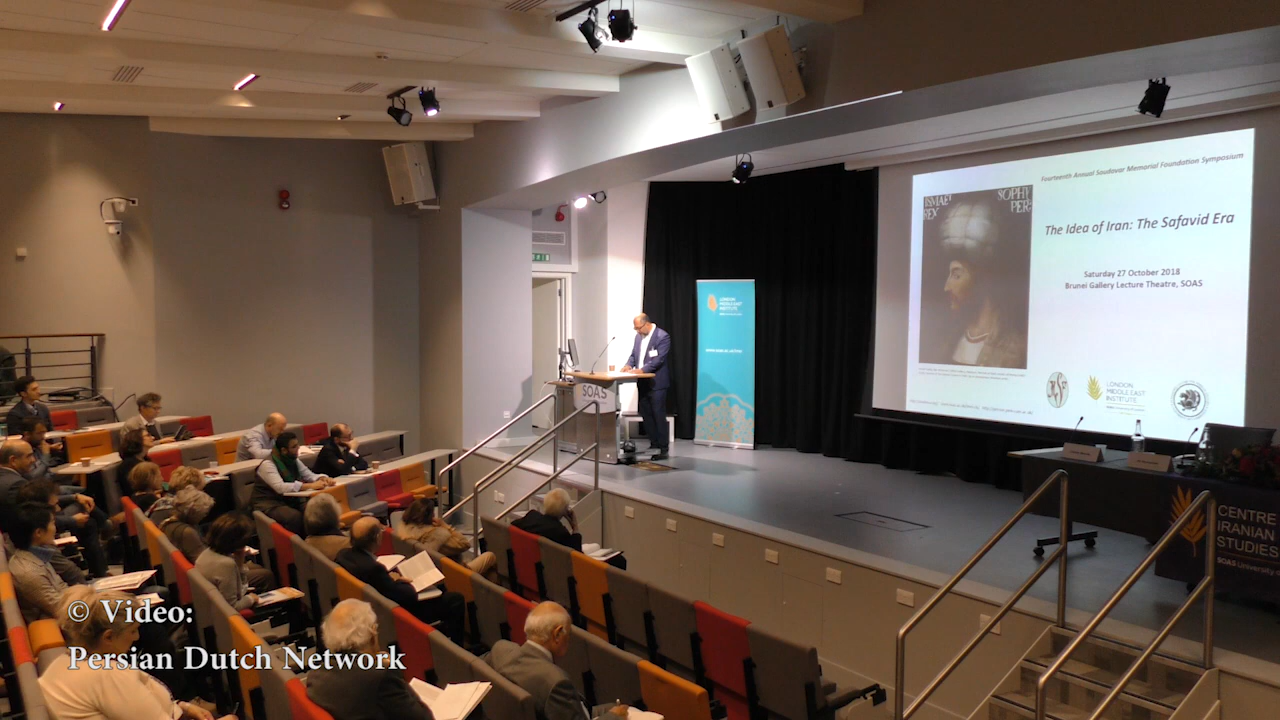 Fourteenth Annual Soudavar Memorial Foundation Symposium
ISMAEL SOPHY
REX PER:
The Idea of Iran: The Safavid Era
Saturday 27 October 2018
Brunei Gallery Lecture Theatre, SOAS
LONDON
MIDDLE EAST
INSTITUTE
LONDON
MIDDLE EAST
INSTITUTE
SOAS
CENTRE
IRANIAN
STUDIES
SOAS University
© Video:
Persian Dutch Network